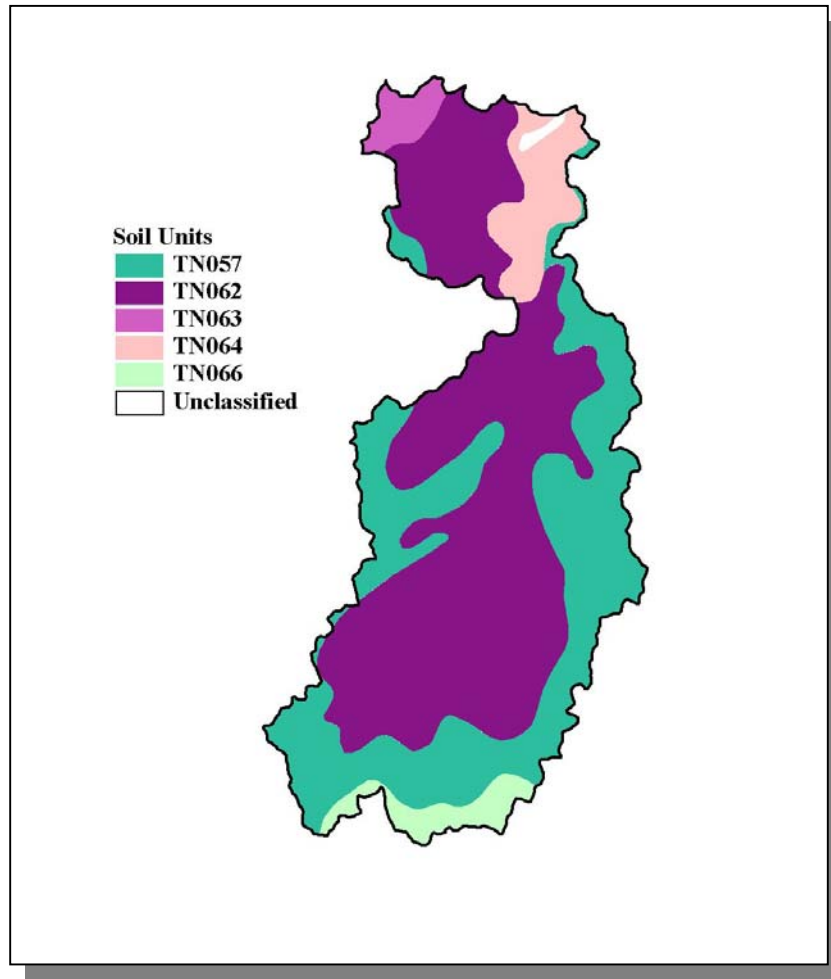 Soil Units
TN057
TN062
TN063
TN064
TN066
Unclassified